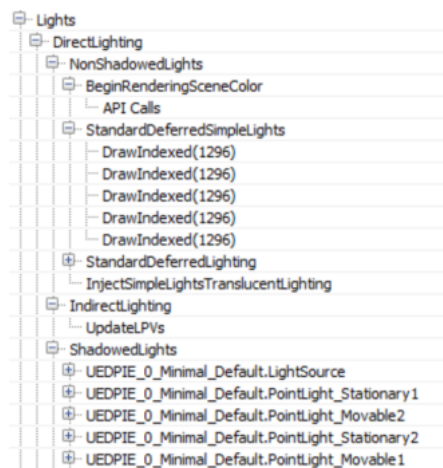 Lights
DirectLighting
NonShadowedLights
BeginRenderingSceneColor
API Calls
StandardDeferredSimpleLights
DrawIndexed(1296)
DrawIndexed(1296)
DrawIndexed(1296)
DrawIndexed(1296)
DrawIndexed(1296)
StandardDeferredLighting
InjectSimpleLightsTranslucentLighting
IndirectLighting
UpdateLPVs
ShadowedLights
UEDPIE_0_Minimal_Default.LightSource
UEDPIE_0_Minimal_Default.PointLight_Stationary1
UEDPIE_0_Minimal_Default.PointLight_Movable2
UEDPIE_0_Minimal_Default.PointLight_Stationary2
UEDPIE_0_Minimal_Default.PointLight_Movable1